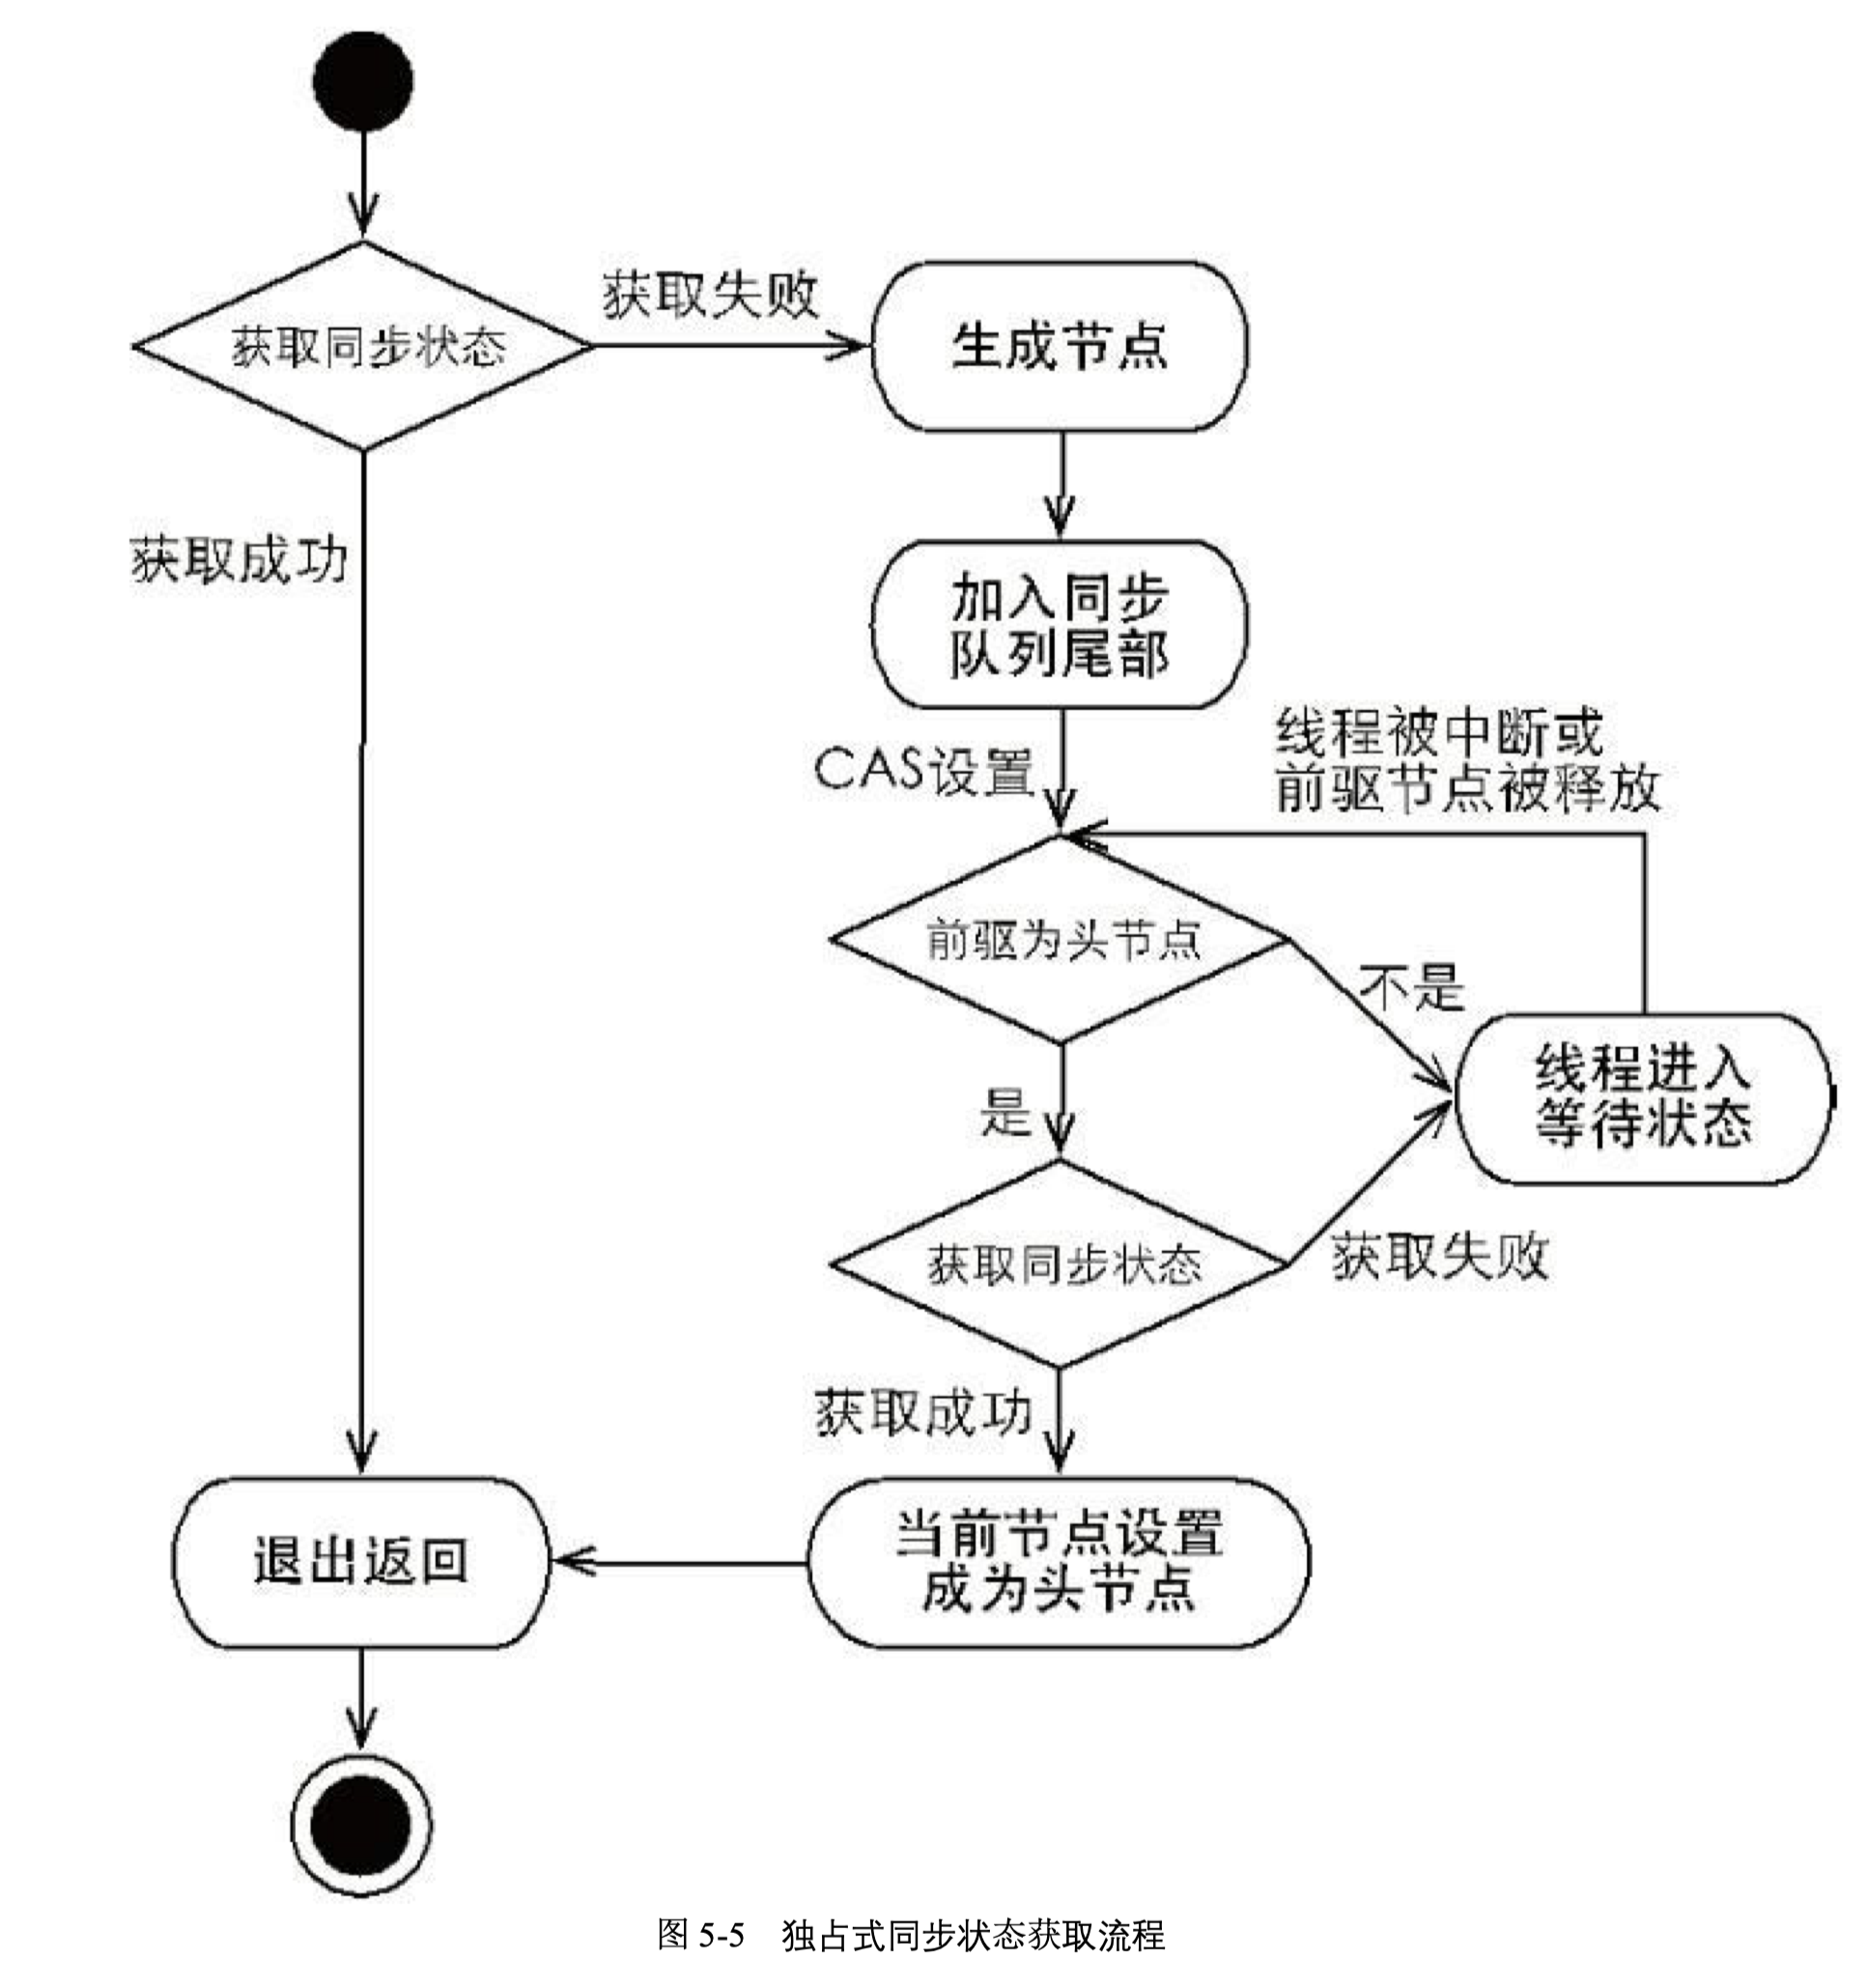 获取同步状态
获取失败
生成节点
获取成功
加入同步
队列尾部
CAS设置
线程被中断或
前驱节点被释放
前驱为头节点
不是
线程进入
等待状态
是
获取同步状态
获取失败
获取成功
当前节点设置
成为头节点
退出返回
图 5-5 独占式同步状态获取流程